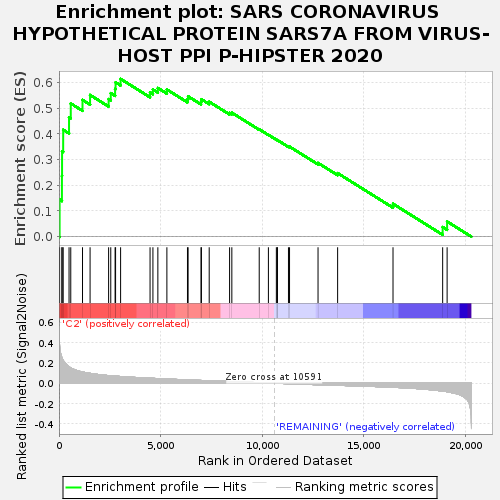 Enrichment plot: SARS CORONAVIRUS
HYPOTHETICAL PROTEIN SARS7A FROM VIRUS-
HOST PPI P-HIPSTER 2020
Enrichment score (ES)
0.6
0.5
0.4
0.3
0.2
0.1
0.0
Ranked list metric (Signal2Noise)
0.6
0.4
0.2
0.0
-0.2
-0.4
'C2' (positively correlated)
Zero cross at 10591
'REMAINING' (negatively correlated)
0
5,000
10,000
15,000
20,000
Rank in Ordered Dataset
Enrichment profile
Hits
Ranking metric scores